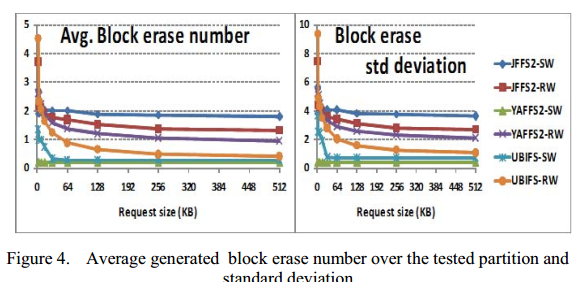 Avg. Block erase number
5
4
3
2
1
0
0 64 128 192 256 320 384 448 512
Request size (KB)
Block erase
std deviation
10
8
6
4
2
0
0 64 128 192 256 320 384 448 512
Request size (KB)
JFFS2-SW
JFFS2-RW
YAFFS2-SW
YAFFS2-RW
UBIFS-SW
UBIFS-RW
Figure 4. Average generated block erase number over the tested partition and
standard deviation